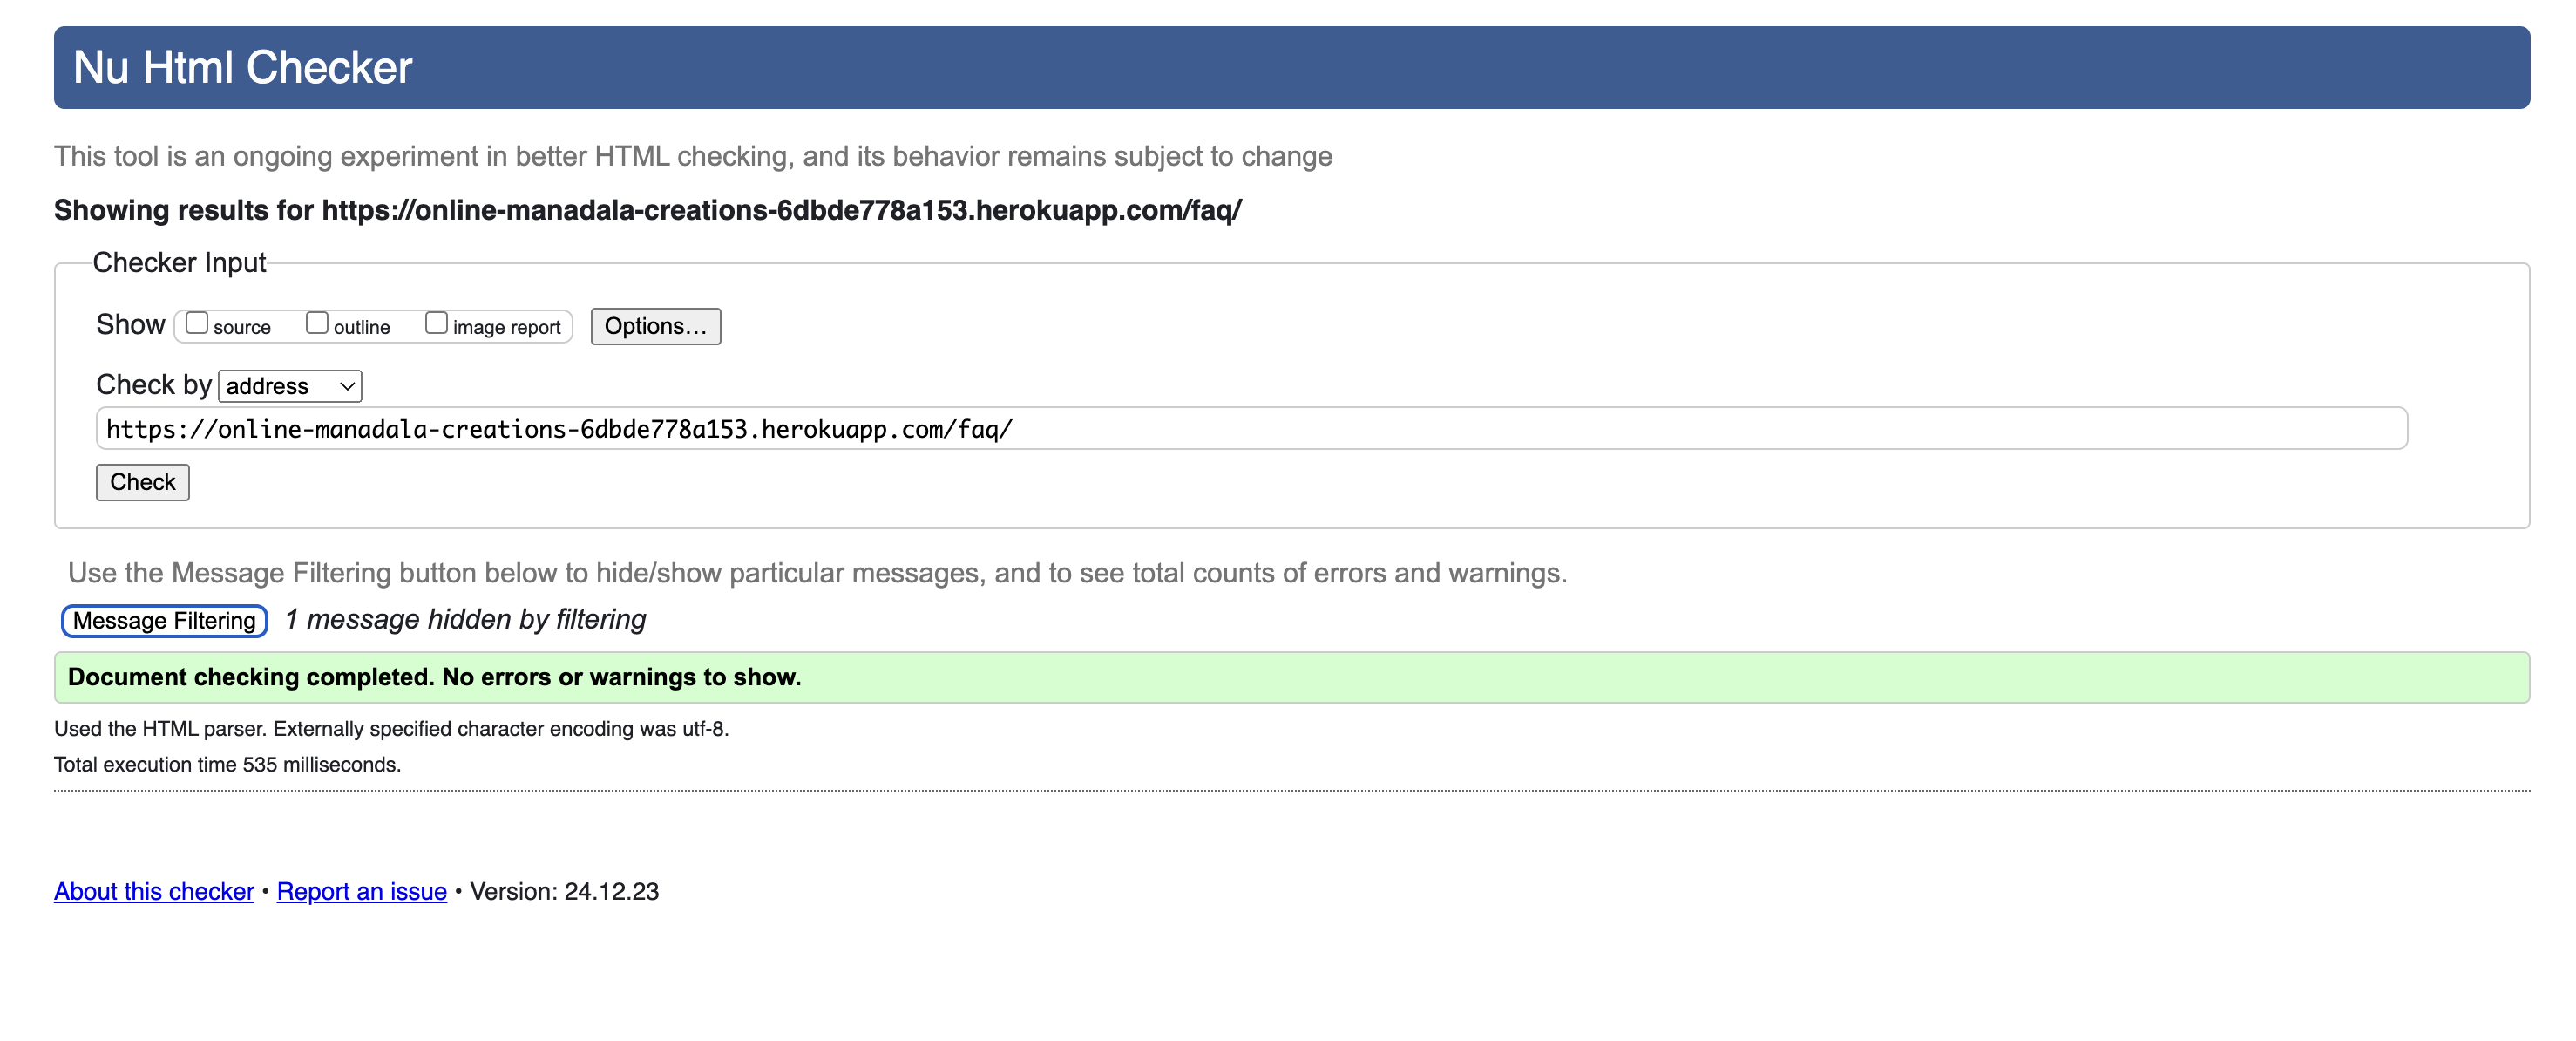 Nu Html Checker
This tool is an ongoing experiment in better HTML checking, and its behavior remains subject to change
Showing results for https://online-manadala-creations-6dbde778a153.herokuapp.com/faq/
Checker Input
Show source outline image report Options...
Check by address
https://online-manadala-creations-6dbde778a153.herokuapp.com/faq/
Check
Use the Message Filtering button below to hide/show particular messages, and to see total counts of errors and warnings.
Message Filtering 1 message hidden by filtering
Document checking completed. No errors or warnings to show.
Used the HTML parser. Externally specified character encoding was utf-8.
Total execution time 535 milliseconds.
About this checker • Report an issue • Version: 24.12.23